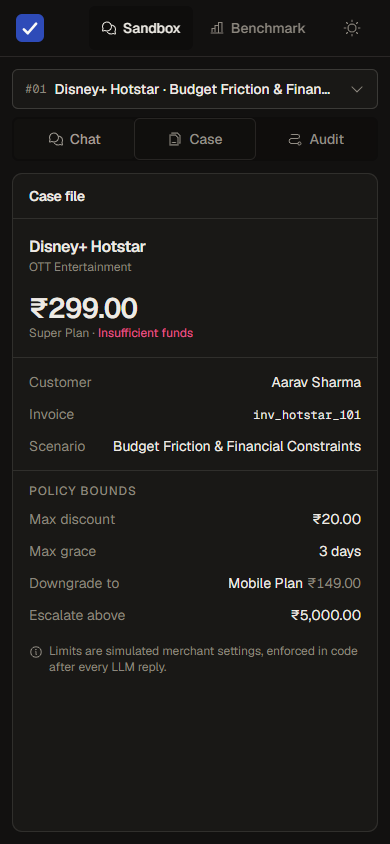 Sandbox
Benchmark
#01 Disney+ Hotstar · Budget Friction & Finan...
Chat
Case
Audit
Case file
Disney+ Hotstar
OTT Entertainment
₹299.00
Super Plan · Insufficient funds
Customer Aarav Sharma
Invoice inv_hotstar_101
Scenario Budget Friction & Financial Constraints
POLICY BOUNDS
Max discount ₹20.00
Max grace 3 days
Downgrade to Mobile Plan ₹149.00
Escalate above ₹5,000.00
Limits are simulated merchant settings, enforced in code
after every LLM reply.